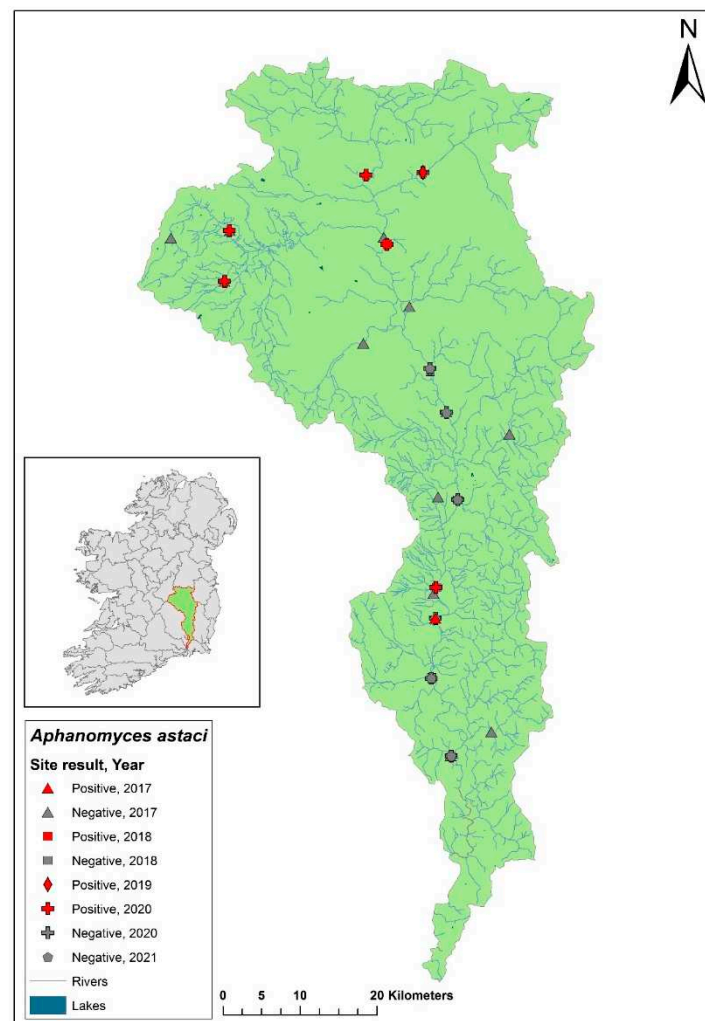 N
Aphanomyces astaci
Site result, Year
Positive, 2017
Negative, 2017
Positive, 2018
Negative, 2018
Positive, 2019
Positive, 2020
Negative, 2020
Negative, 2021
Rivers
Lakes
0 5 10 20 Kilometers